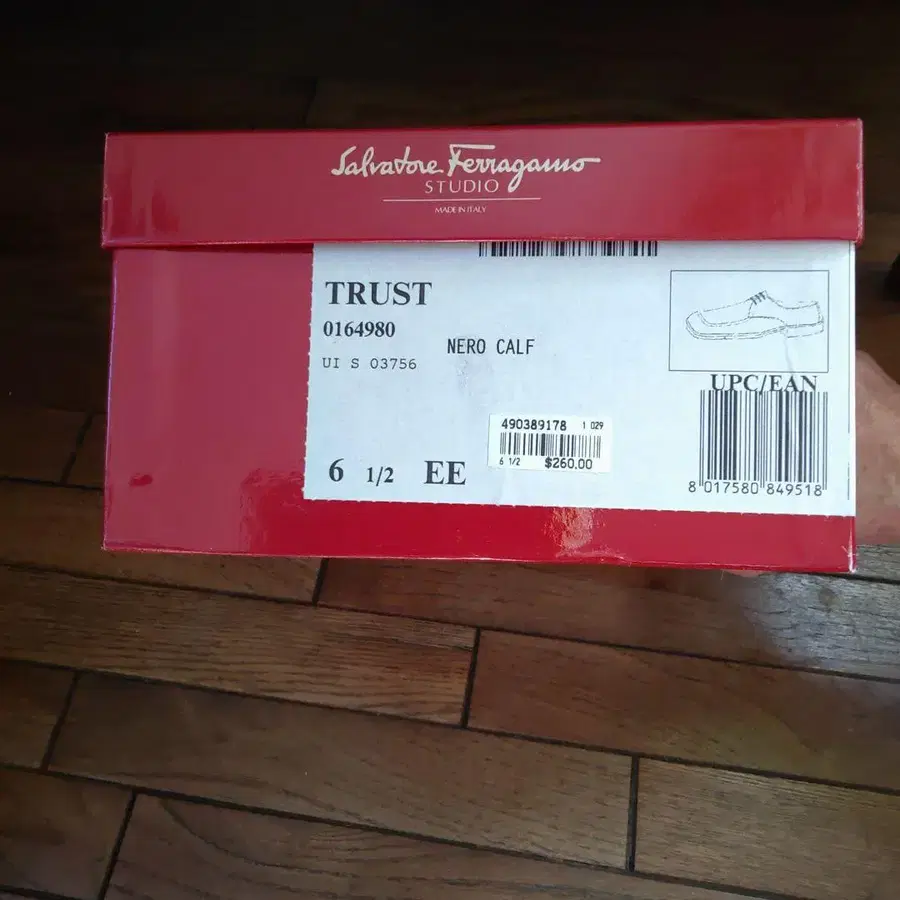 Salvatore Ferragamo
STUDIO
MADE IN ITALY
TRUST
0164980
NERO CALF
UI S 03756
UPC/EAN
490389178 1 029
6 1/2 $260.00
6 1/2 EE
8 017580 849518